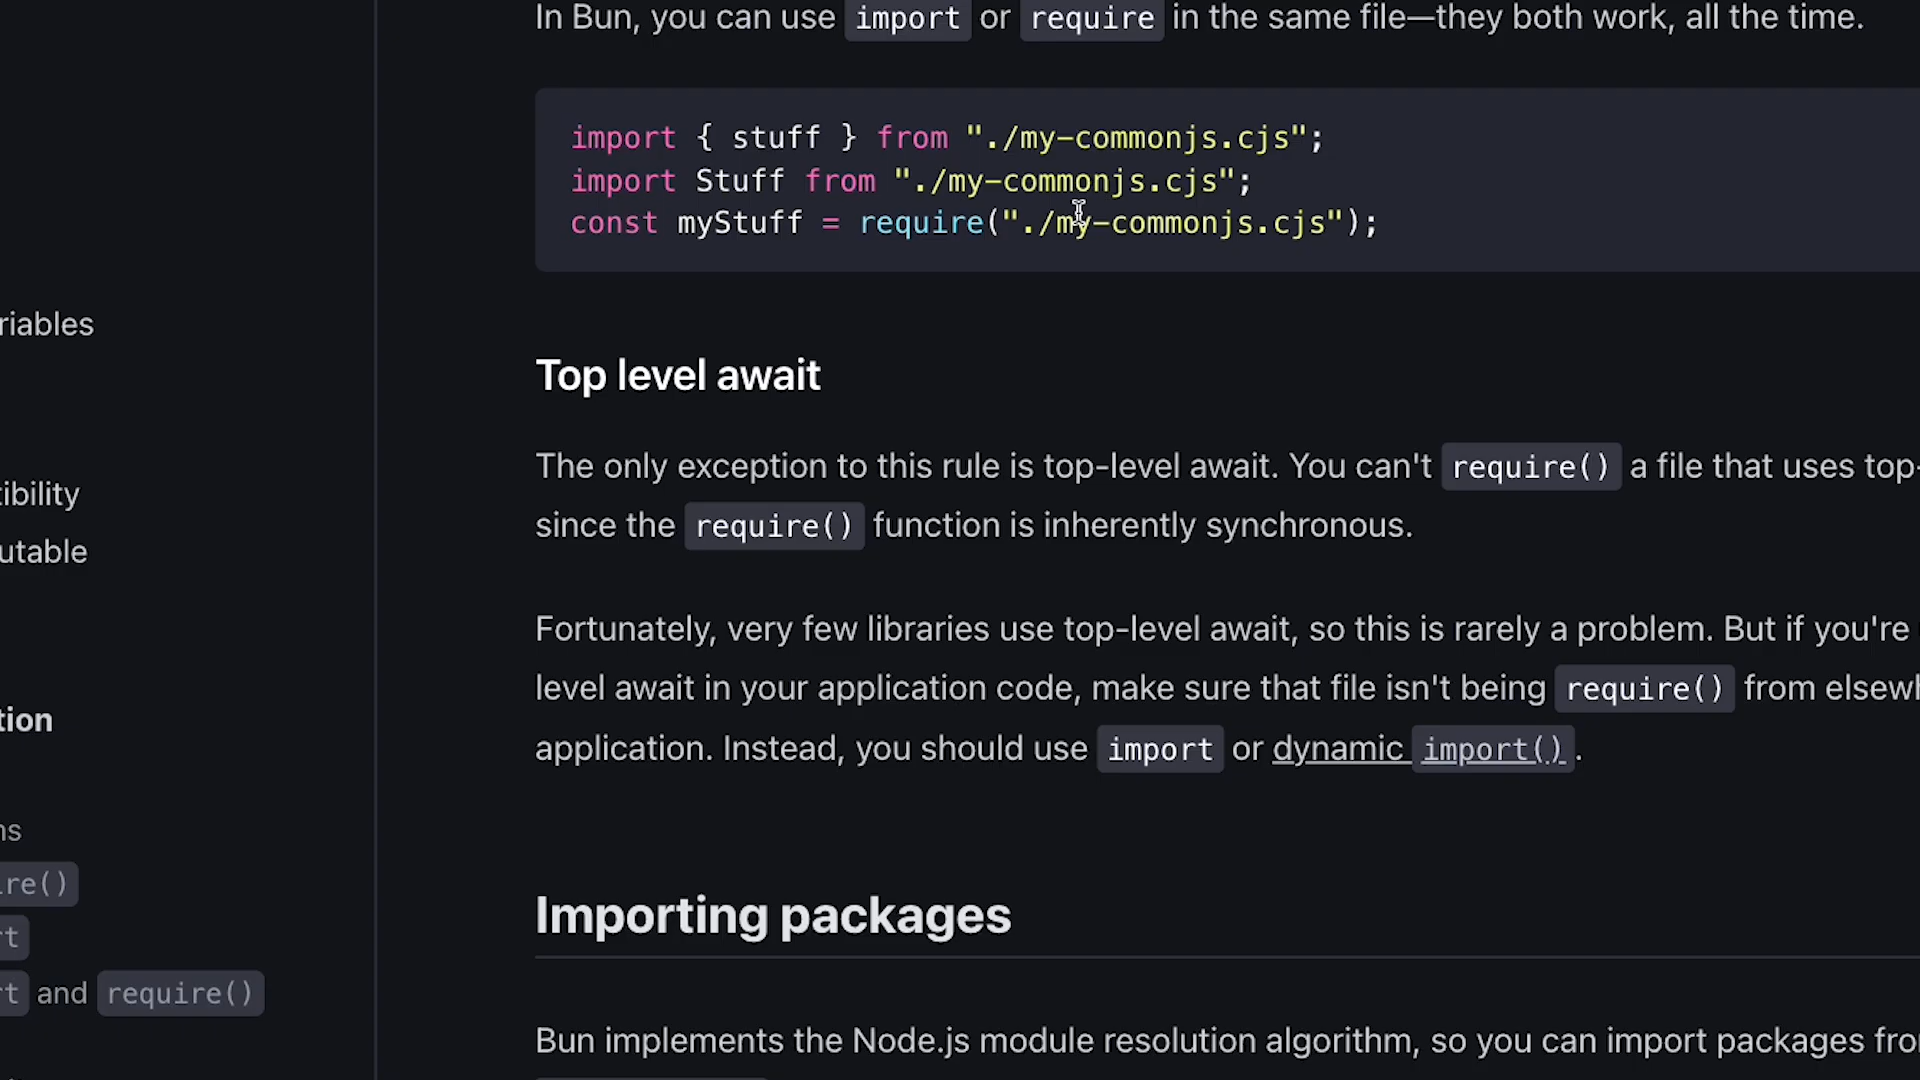 In Bun, you can use import or require in the same file—they both work, all the time.
import { stuff } from "./my-commonjs.cjs";
import Stuff from "./my-commonjs.cjs";
const myStuff = require("./my-commonjs.cjs");
riables
Top level await
The only exception to this rule is top-level await. You can't require() a file that uses top-
since the require() function is inherently synchronous.
ibility
utable
Fortunately, very few libraries use top-level await, so this is rarely a problem. But if you're
level await in your application code, make sure that file isn't being require() from elsewh
application. Instead, you should use import or dynamic import().
tion
ns
ire()
rt
rt and require()
Importing packages
Bun implements the Node.js module resolution algorithm, so you can import packages fro